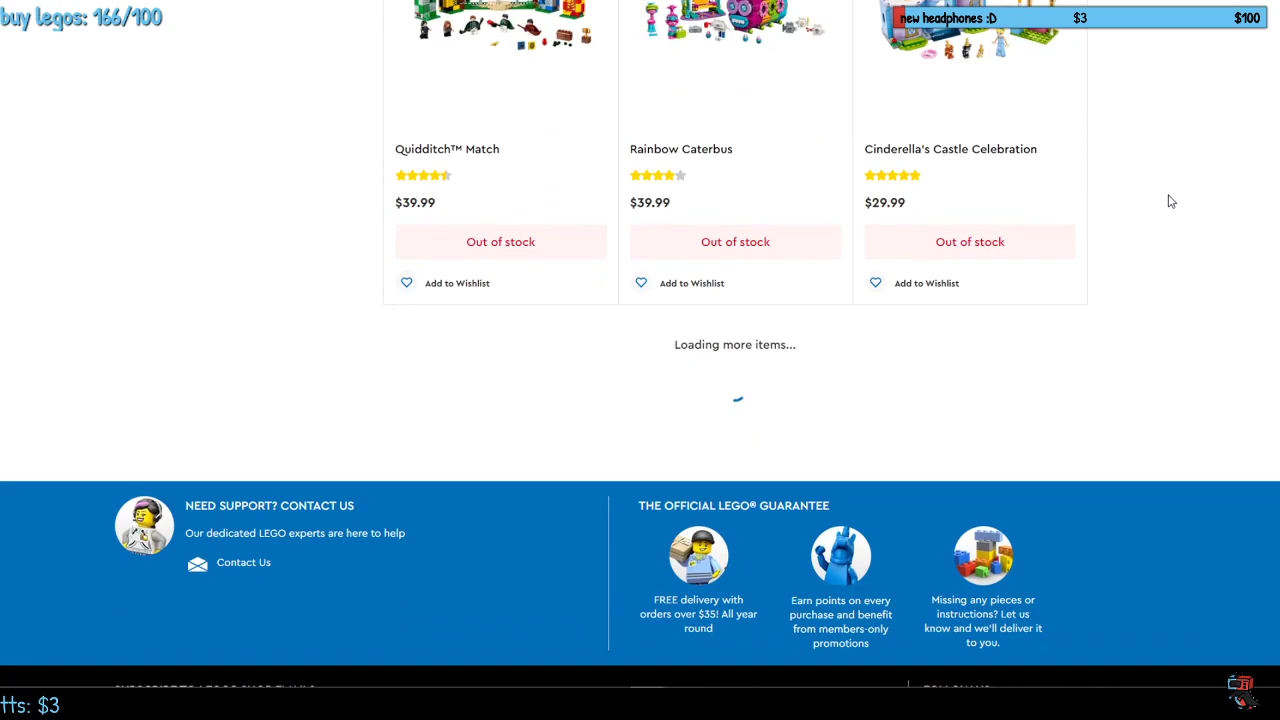 buy legos: 166/100
new headphones :D $3 $100
Quidditch™ Match
Rainbow Caterbus
Cinderella's Castle Celebration
$39.99
$39.99
$29.99
Out of stock
Out of stock
Out of stock
Add to Wishlist
Add to Wishlist
Add to Wishlist
Loading more items...
NEED SUPPORT? CONTACT US
Our dedicated LEGO experts are here to help
Contact Us
THE OFFICIAL LEGO® GUARANTEE
FREE delivery with
orders over $35! All year
round
Earn points on every
purchase and benefit
from members-only
promotions
Missing any pieces or
instructions? Let us
know and we'll deliver it
to you.
tts: $3